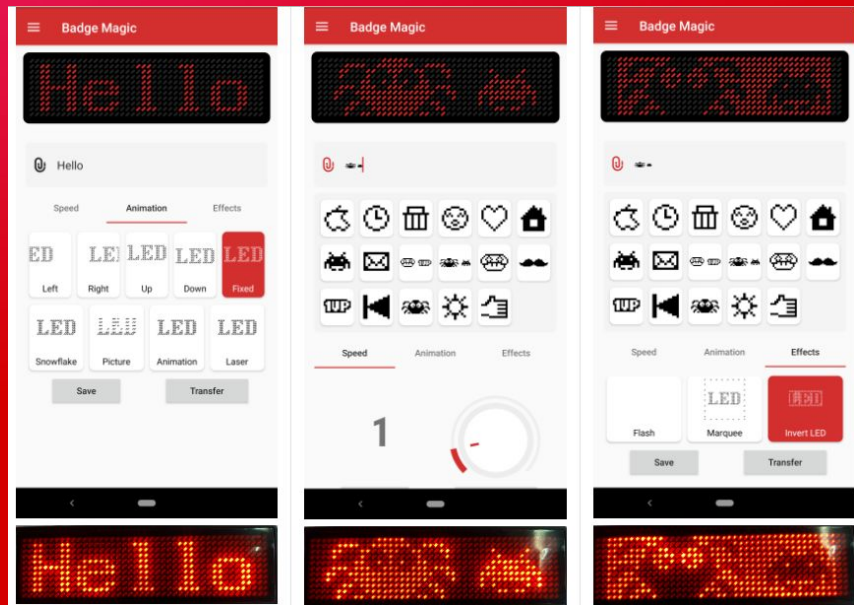 Badge Magic
Hello
Hello
Speed Animation Effects
ED LED LED LED LED
Left Right Up Down Fixed
LED LED LED LED
Snowflake Picture Animation Laser
Save Transfer
Hello
Badge Magic
1UP
Speed Animation Effects
1
Badge Magic
1UP
Speed Animation Effects
LED
Flash Marquee Invert LED
Save Transfer